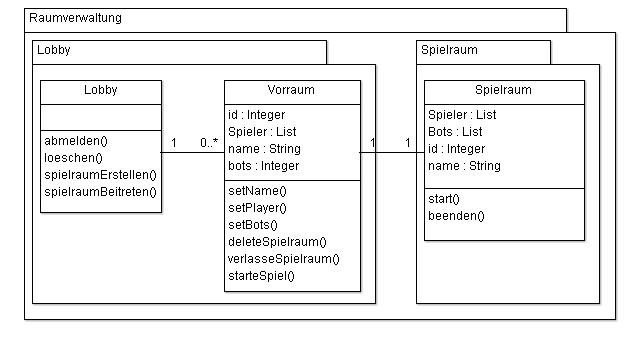 Raumverwaltung
Lobby
Lobby
abmelden()
loeschen()
spielraumErstellen()
spielraumBeitreten()
1
0..*
Vorraum
id : Integer
Spieler : List
name : String
bots : Integer
setName()
setPlayer()
setBots()
deleteSpielraum()
verlasseSpielraum()
starteSpiel()
1
1
Spielraum
Spielraum
Spieler : List
Bots : List
id : Integer
name : String
start()
beenden()